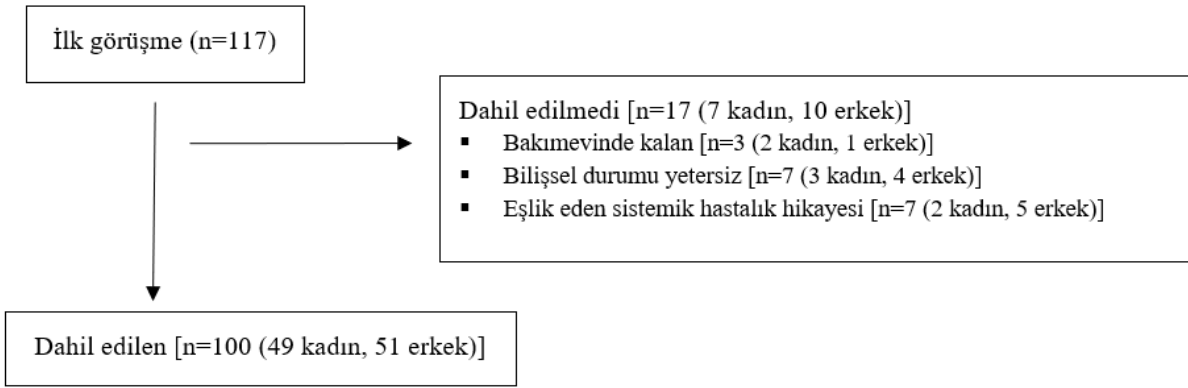 İlk görüşme (n=117)
Dahil edilmedi [n=17 (7 kadın, 10 erkek)]
▪ Bakımevinde kalan [n=3 (2 kadın, 1 erkek)]
▪ Bilişsel durumu yetersiz [n=7 (3 kadın, 4 erkek)]
▪ Eşlik eden sistemik hastalık hikayesi [n=7 (2 kadın, 5 erkek)]
Dahil edilen [n=100 (49 kadın, 51 erkek)]